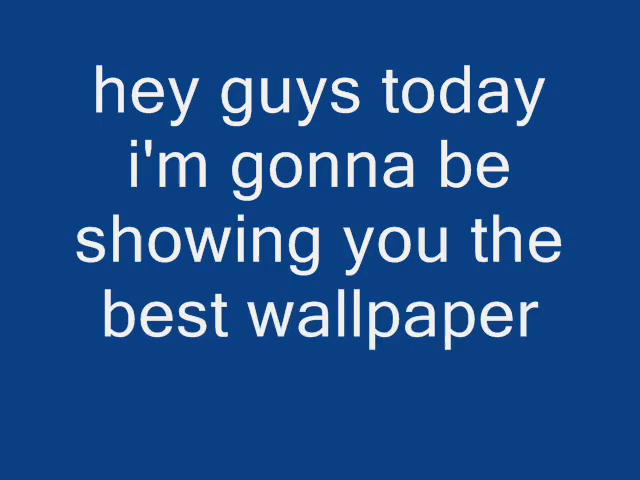 hey guys today
i'm gonna be
showing you the
best wallpaper